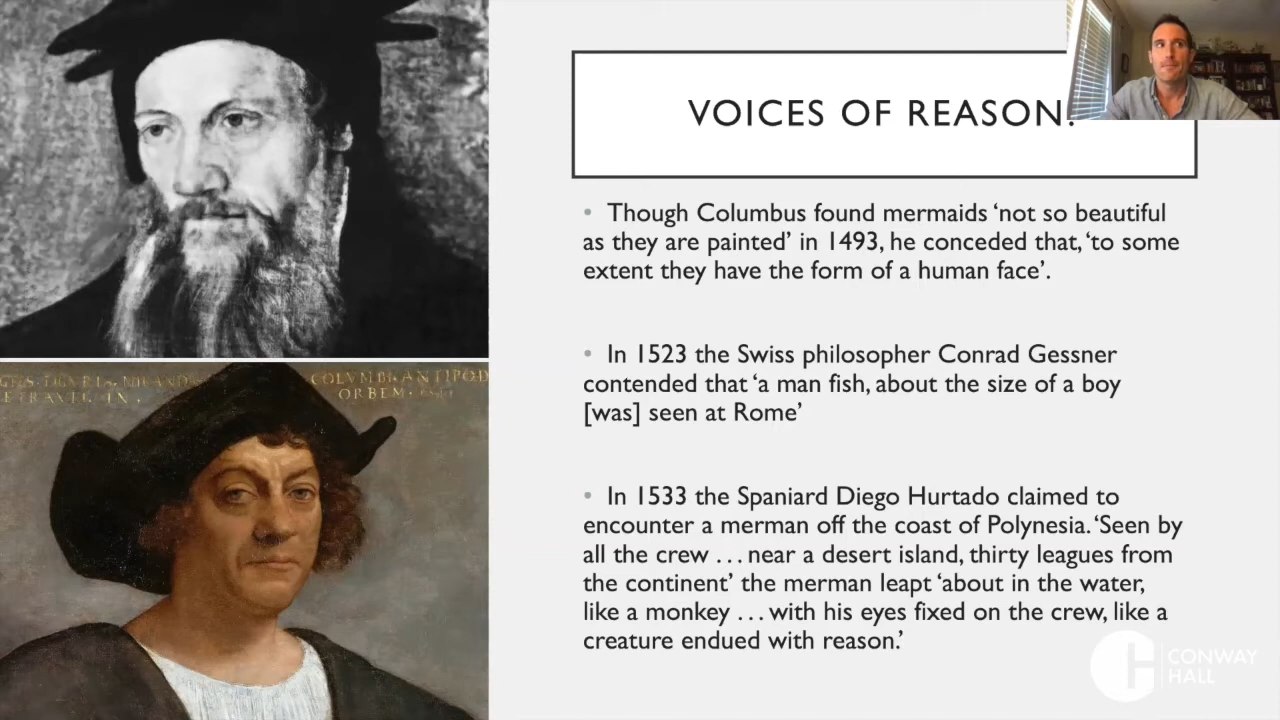 COLVMB
ANTIPOD
ORBEM
VOICES OF REASON
• Though Columbus found mermaids ‘not so beautiful
as they are painted’ in 1493, he conceded that, ‘to some
extent they have the form of a human face’.
• In 1523 the Swiss philosopher Conrad Gessner
contended that ‘a man fish, about the size of a boy
[was] seen at Rome’
• In 1533 the Spaniard Diego Hurtado claimed to
encounter a merman off the coast of Polynesia. ‘Seen by
all the crew . . . near a desert island, thirty leagues from
the continent’ the merman leapt ‘about in the water,
like a monkey . . . with his eyes fixed on the crew, like a
creature endued with reason.’
CONWAY
HALL